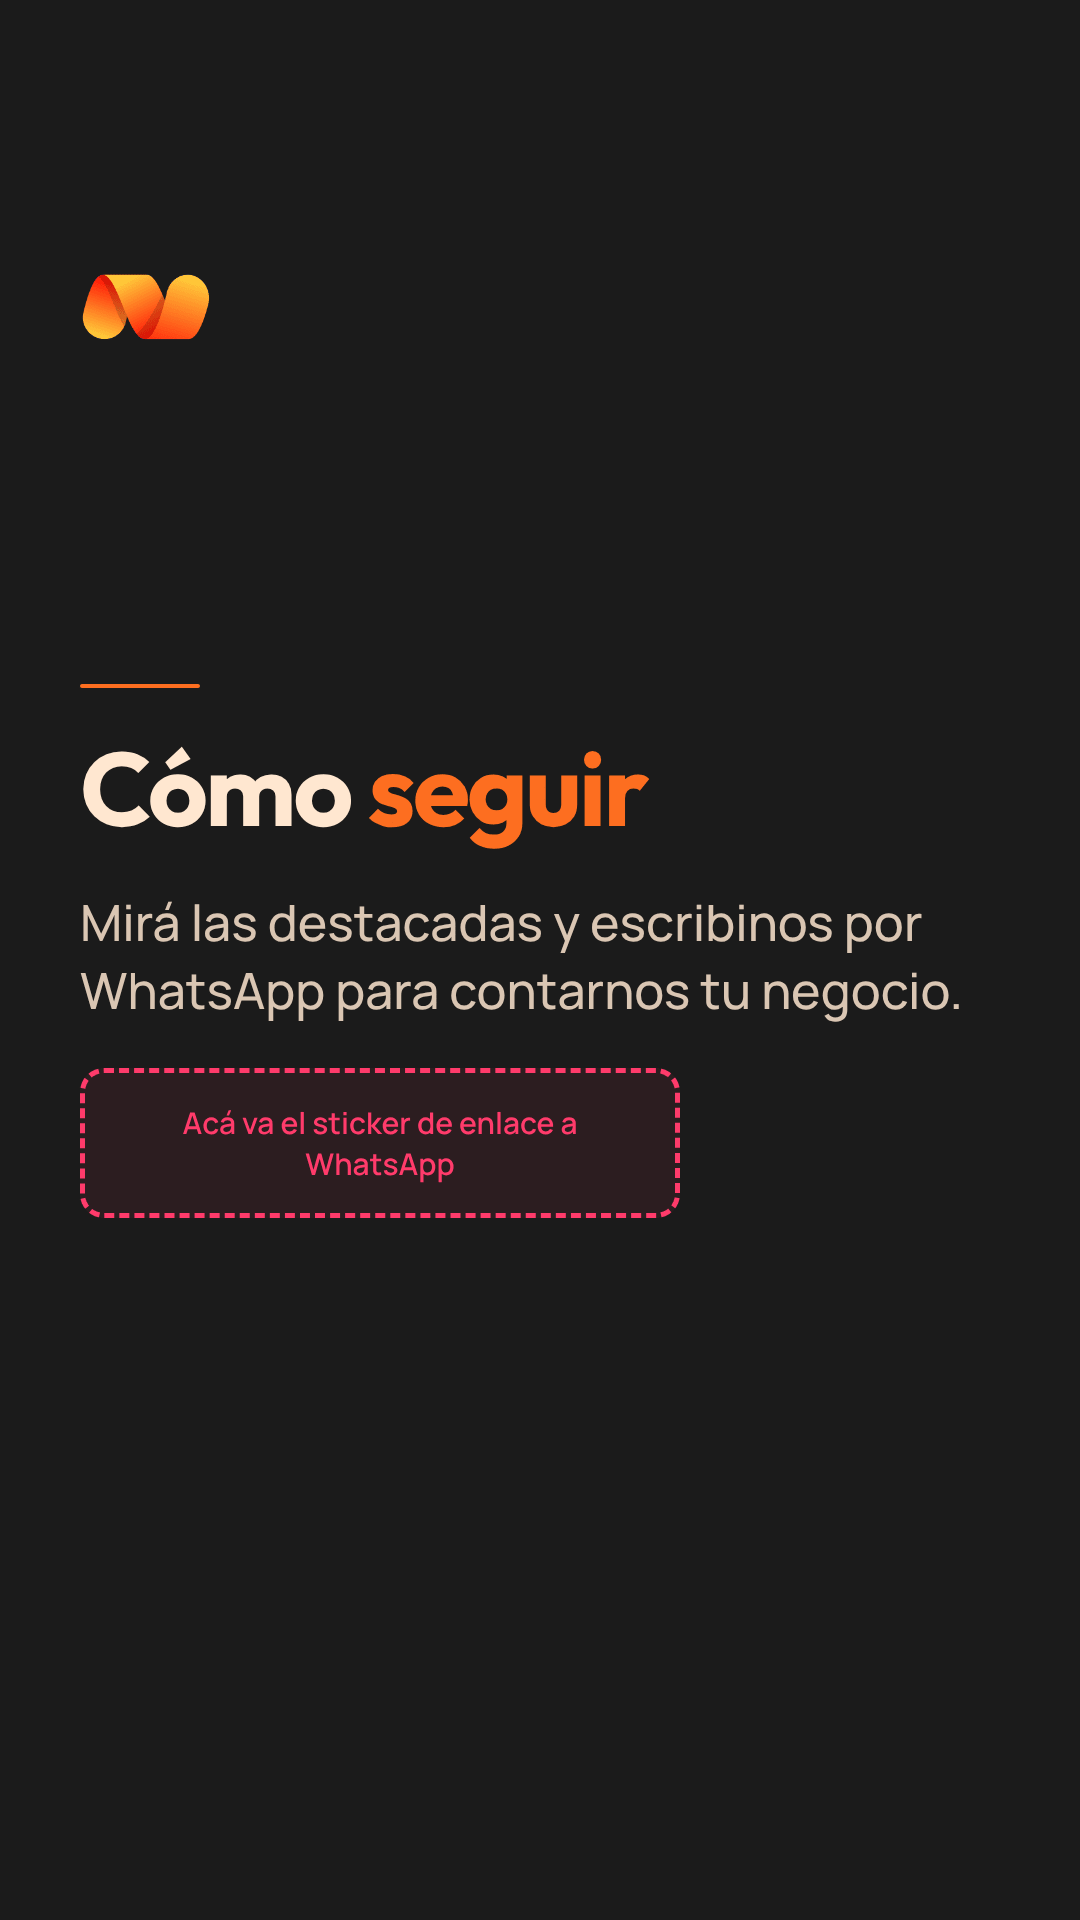 Cómo seguir
Mirá las destacadas y escribinos por
WhatsApp para contarnos tu negocio.
Acá va el sticker de enlace a
WhatsApp